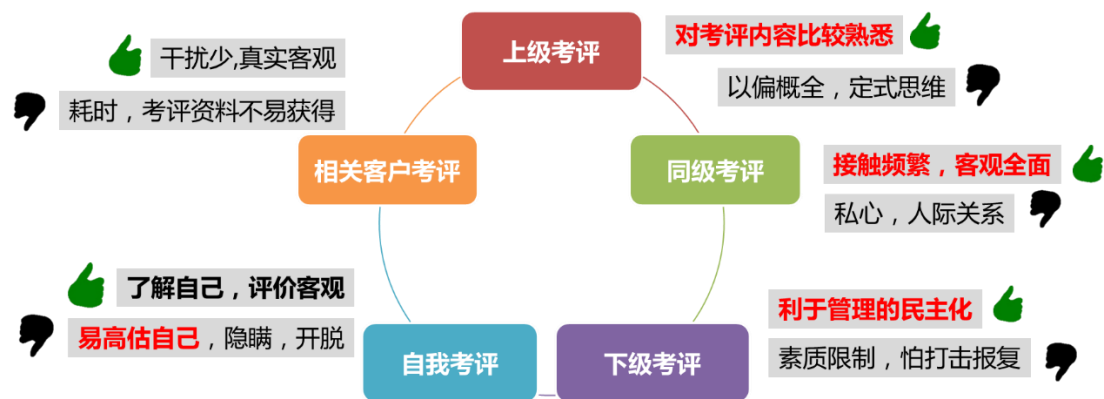 上级考评
对考评内容比较熟悉
以偏概全，定式思维
干扰少,真实客观
耗时，考评资料不易获得
相关客户考评
同级考评
接触频繁，客观全面
私心，人际关系
了解自己，评价客观
易高估自己，隐瞒，开脱
自我考评
下级考评
利于管理的民主化
素质限制，怕打击报复